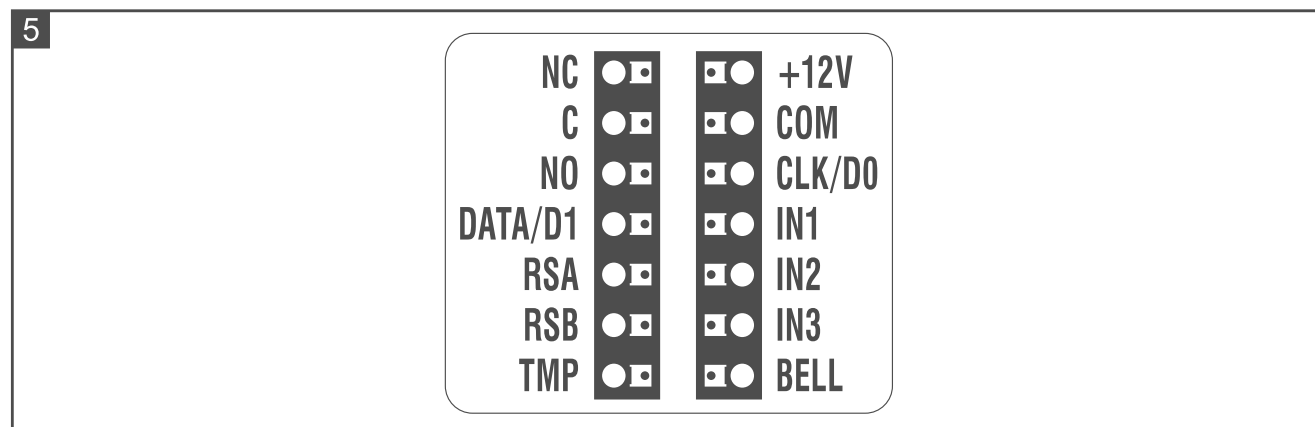 5
NC +12V
C COM
NO CLK/D0
DATA/D1 IN1
RSA IN2
RSB IN3
TMP BELL